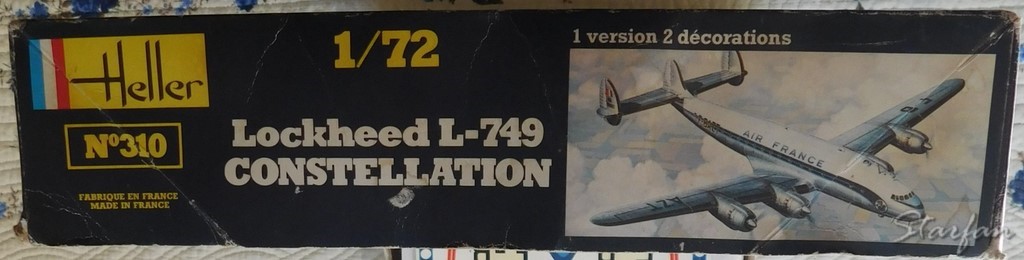 Heller
1/72
1 version 2 décorations
Nº310
Lockheed L-749
CONSTELLATION
FABRIQUE EN FRANCE
MADE IN FRANCE
AIR FRANCE
Starfan